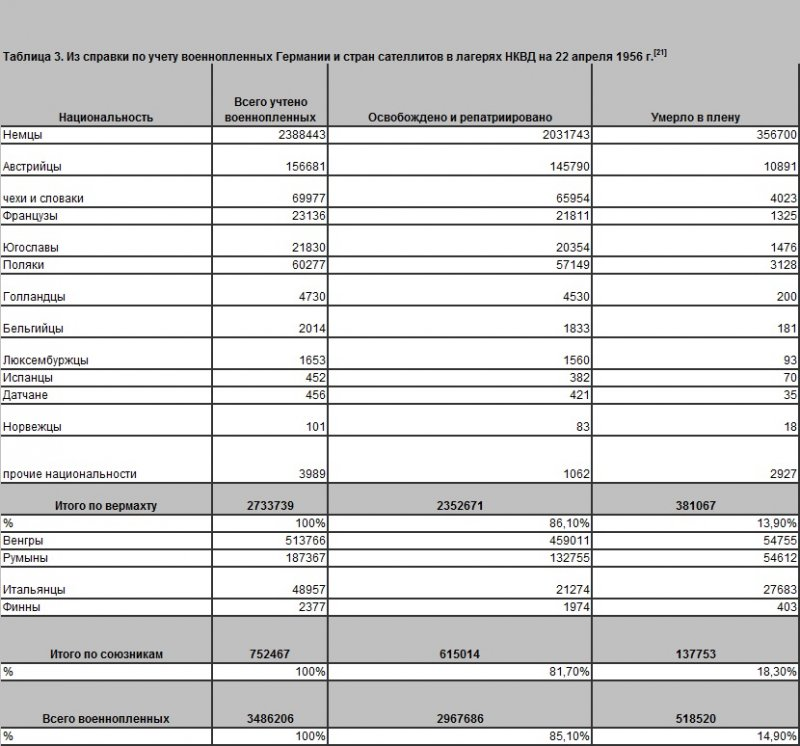 Таблица 3. Из справки по учету военнопленных Германии и стран сателлитов в лагерях НКВД на 22 апреля 1956 г.[21]
Национальность Всего учтено военнопленных Освобождено и репатриировано Умерло в плену
Немцы 2388443 2031743 356700
Австрийцы 156681 145790 10891
чехи и словаки 69977 65954 4023
Французы 23136 21811 1325
Югославы 21830 20354 1476
Поляки 60277 57149 3128
Голландцы 4730 4530 200
Бельгийцы 2014 1833 181
Люксембуржцы 1653 1560 93
Испанцы 452 382 70
Датчане 456 421 35
Норвежцы 101 83 18
прочие национальности 3989 1062 2927
Итого по вермахту 2733739 2352671 381067
% 100% 86,10% 13,90%
Венгры 513766 459011 54755
Румыны 187367 132755 54612
Итальянцы 48957 21274 27683
Финны 2377 1974 403
Итого по союзникам 752467 615014 137753
% 100% 81,70% 18,30%
Всего военнопленных 3486206 2967686 518520
% 100% 85,10% 14,90%